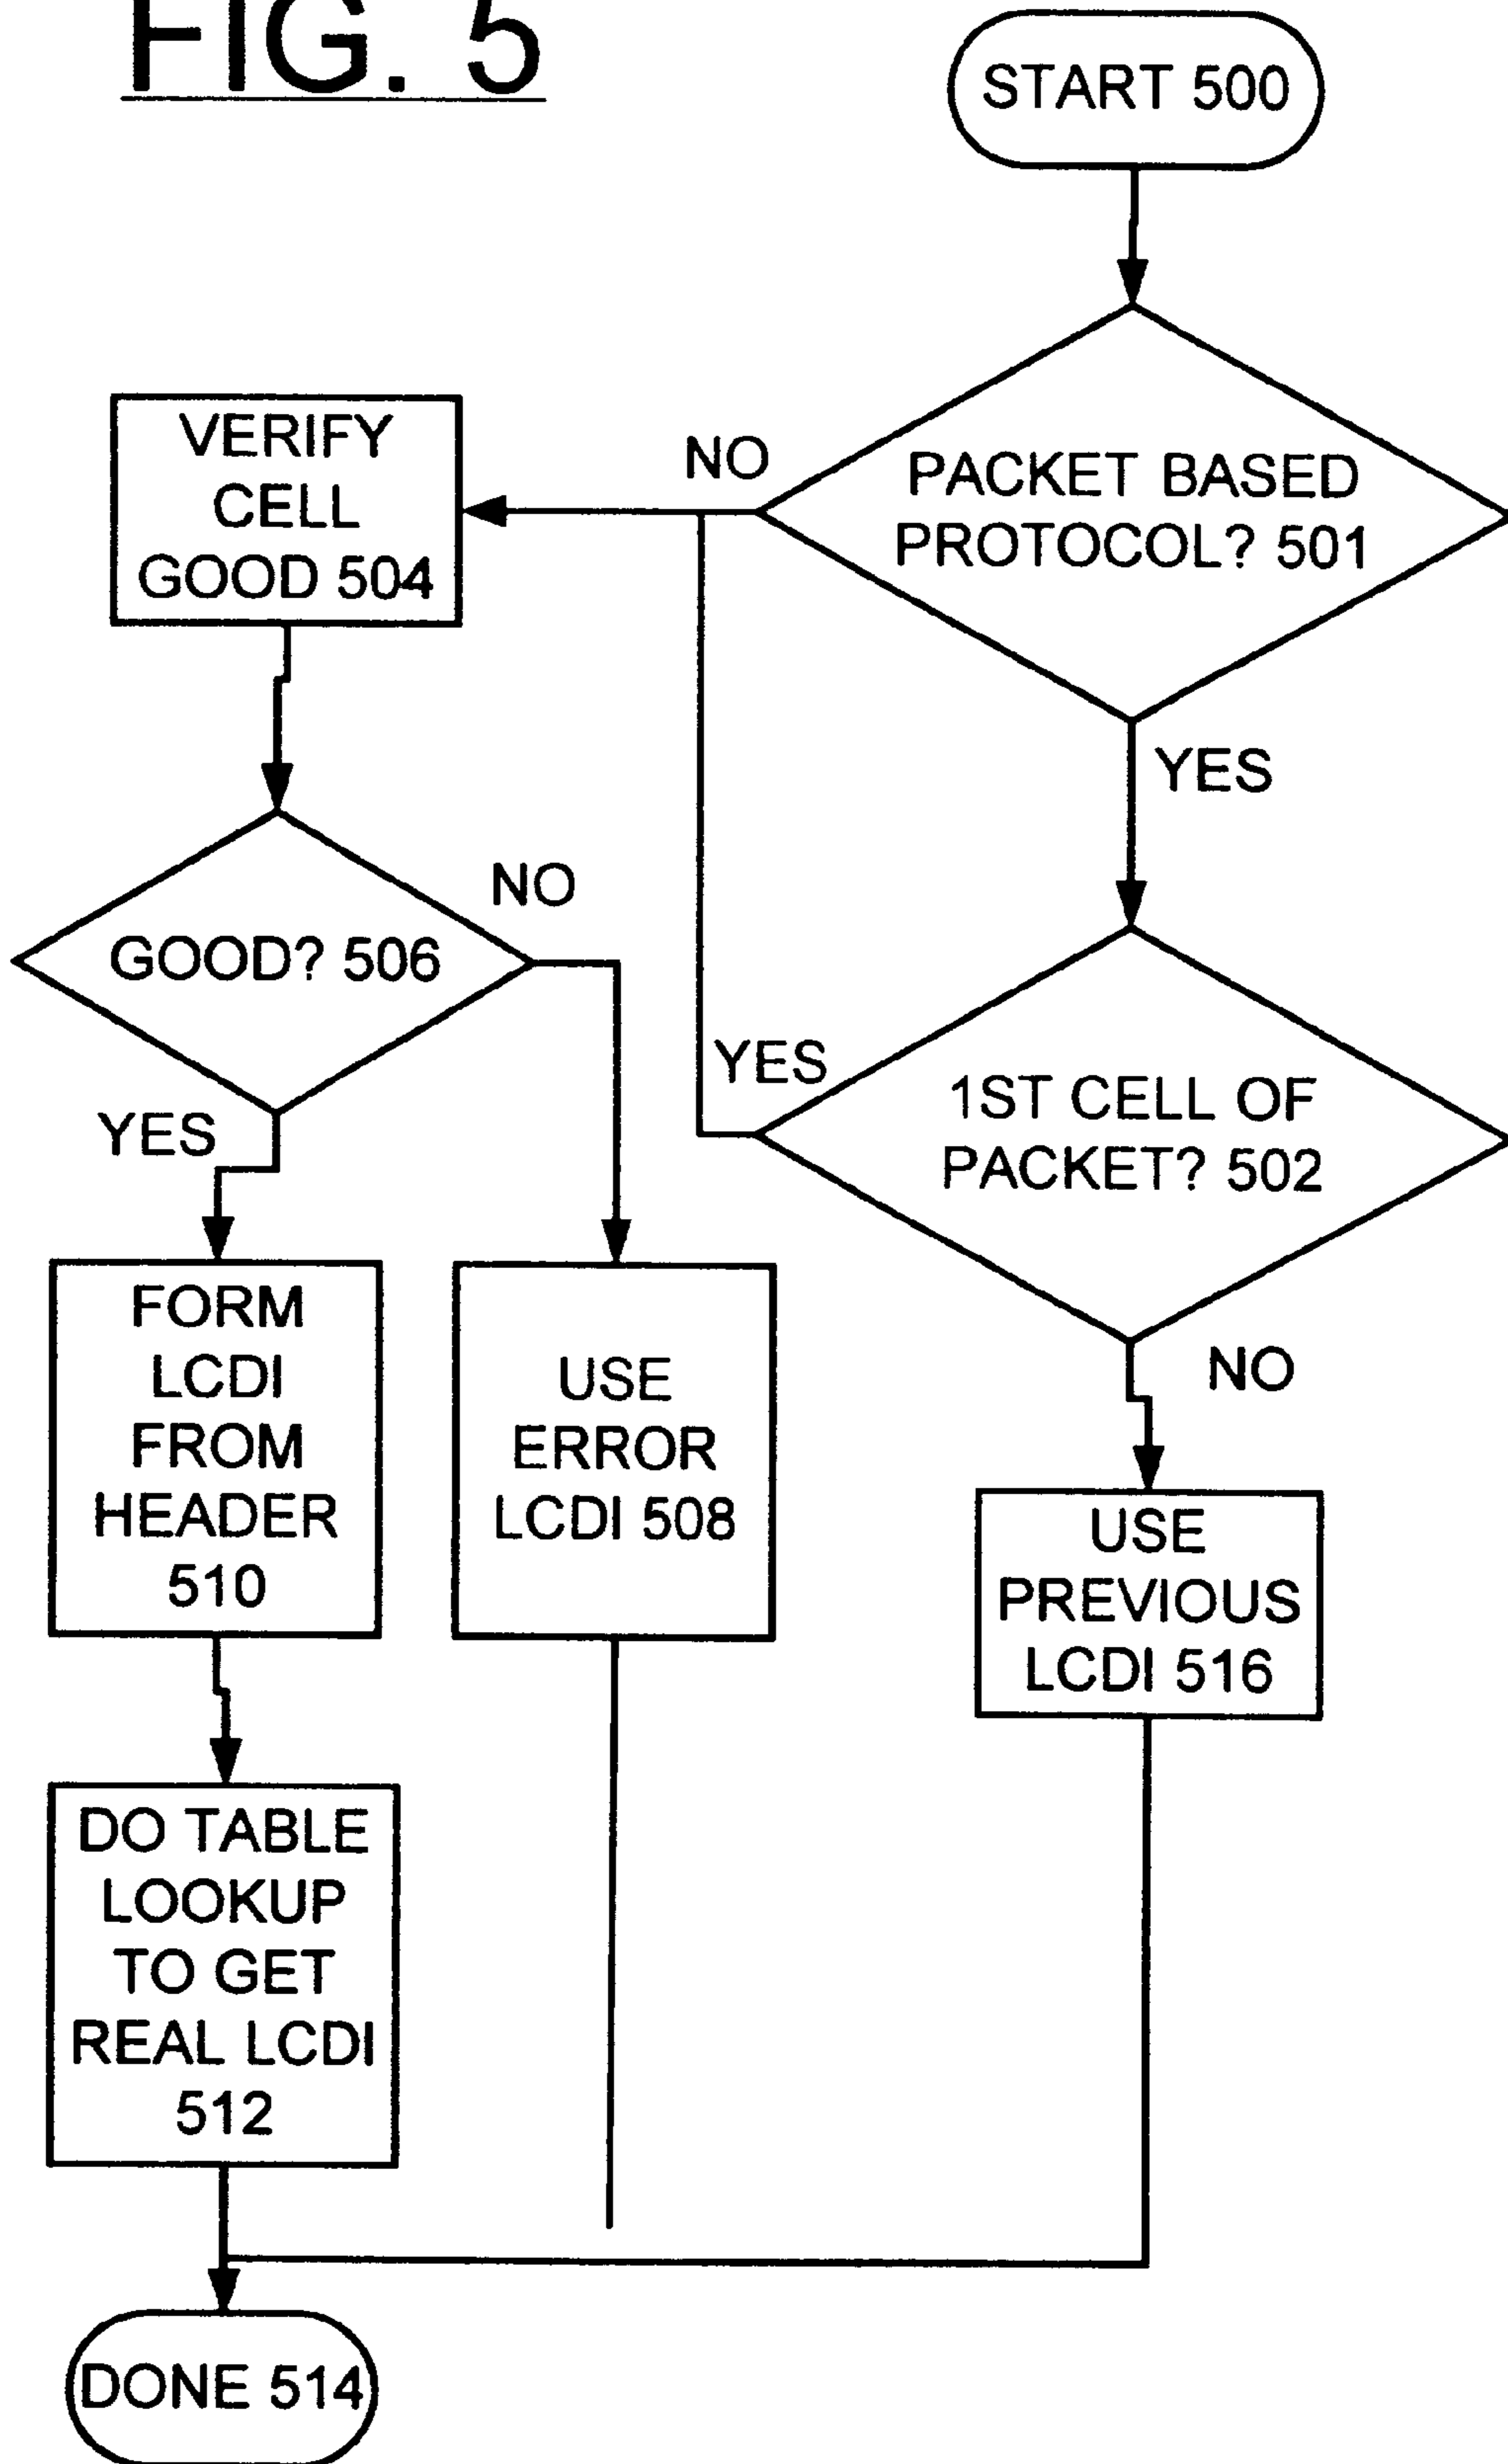 FIG. 5
START 500
PACKET BASED
PROTOCOL? 501
NO
YES
VERIFY
CELL
GOOD 504
GOOD? 506
NO
YES
1ST CELL OF
PACKET? 502
YES
NO
FORM
LCDI
FROM
HEADER
510
USE
ERROR
LCDI 508
USE
PREVIOUS
LCDI 516
DO TABLE
LOOKUP
TO GET
REAL LCDI
512
DONE 514